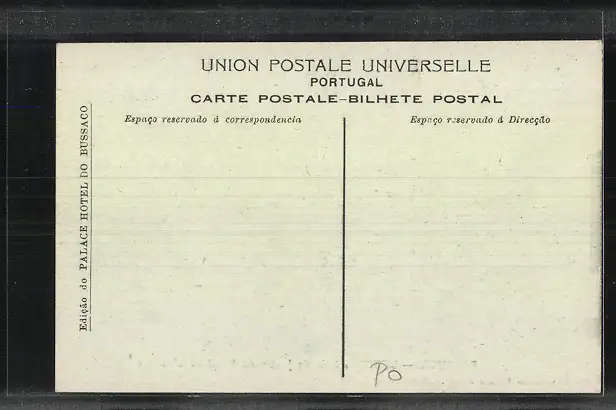 UNION POSTALE UNIVERSELLE
PORTUGAL
CARTE POSTALE-BILHETE POSTAL
Espaço reservado á correspondencia
Espaço reservado á Direcção
Edição do PALACE HOTEL DO BUSSACO
PO